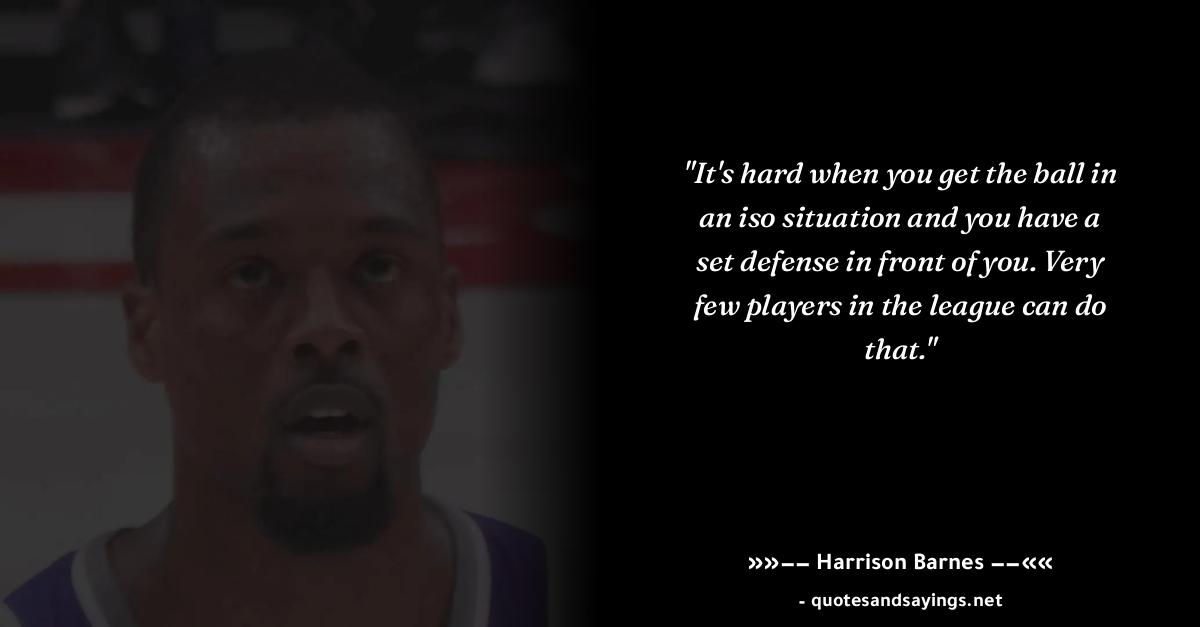 "It's hard when you get the ball in
an iso situation and you have a
set defense in front of you. Very
few players in the league can do
that."
»»−− Harrison Barnes −−««
- quotesandsayings.net